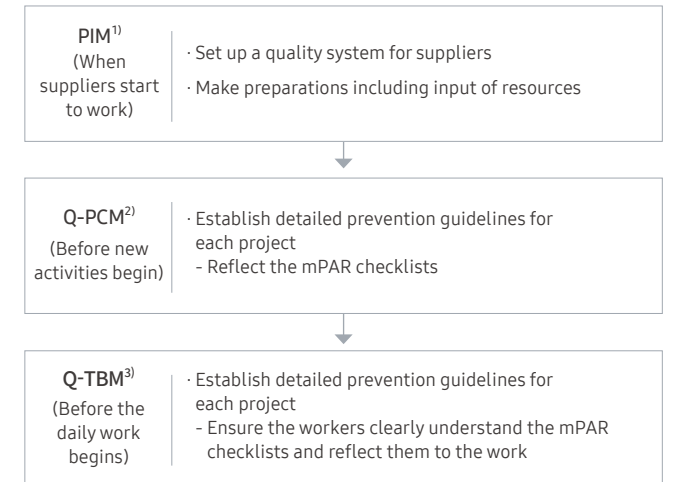 PIM1)
(When
suppliers start
to work)
· Set up a quality system for suppliers
· Make preparations including input of resources
Q-PCM2)
(Before new
activities begin)
· Establish detailed prevention guidelines for
each project
- Reflect the mPAR checklists
Q-TBM3)
(Before the
daily work
begins)
· Establish detailed prevention guidelines for
each project
- Ensure the workers clearly understand the mPAR
checklists and reflect them to the work